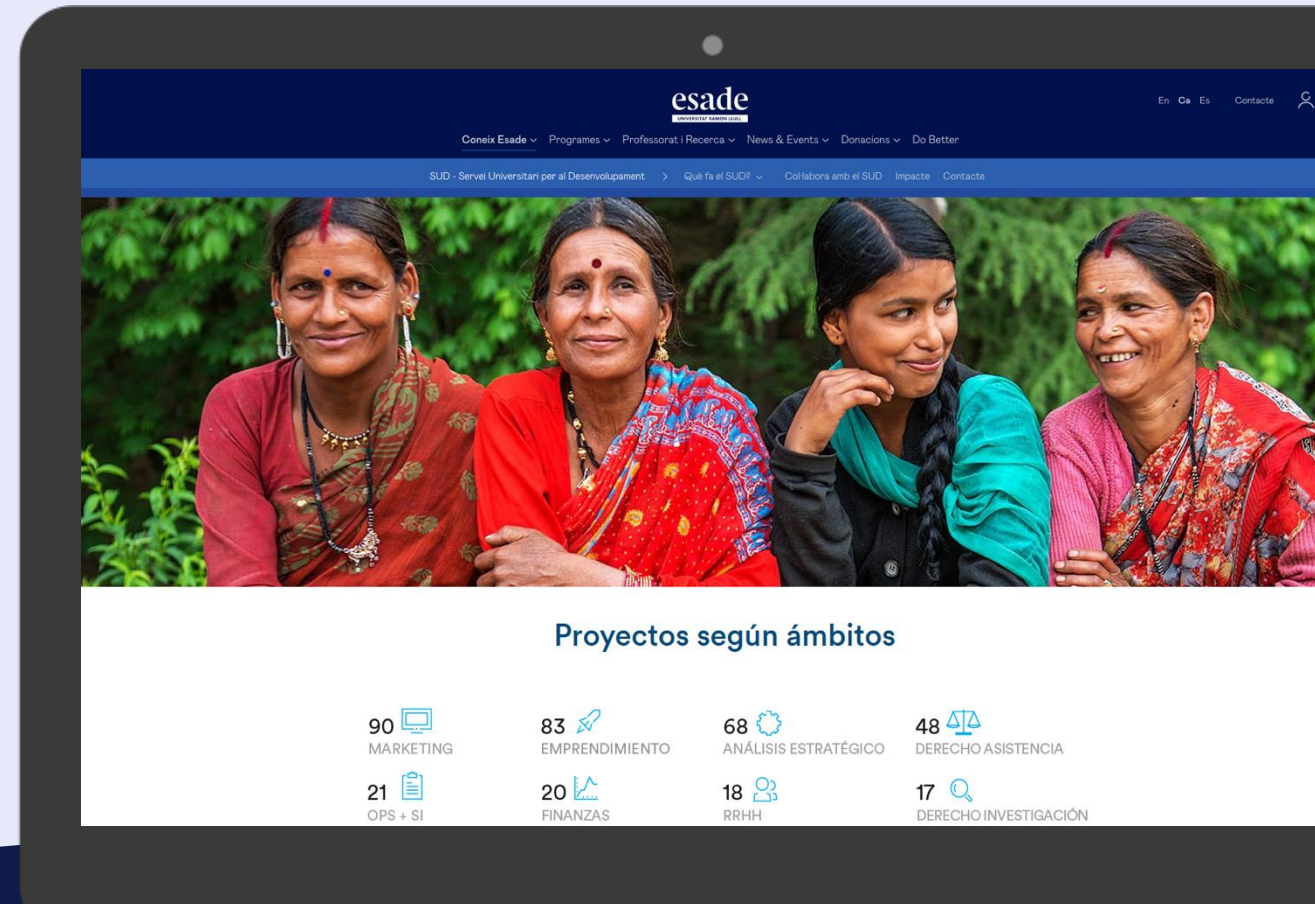 esade
UNIVERSITAT RAMON LLULL
En Ca Es Contacte
Coneix Esade Programes Professorat i Recerca News & Events Donacions Do Better
SUD - Servei Universitari per al Desenvolupament > Què fa el SUD? Col·labora amb el SUD Impacte Contacte
Proyectos según ámbitos
90 83 68 48
MARKETING EMPRENDIMIENTO ANÁLISIS ESTRATÉGICO DERECHO ASISTENCIA
21 20 18 17
OPS + SI FINANZAS RRHH DERECHO INVESTIGACIÓN